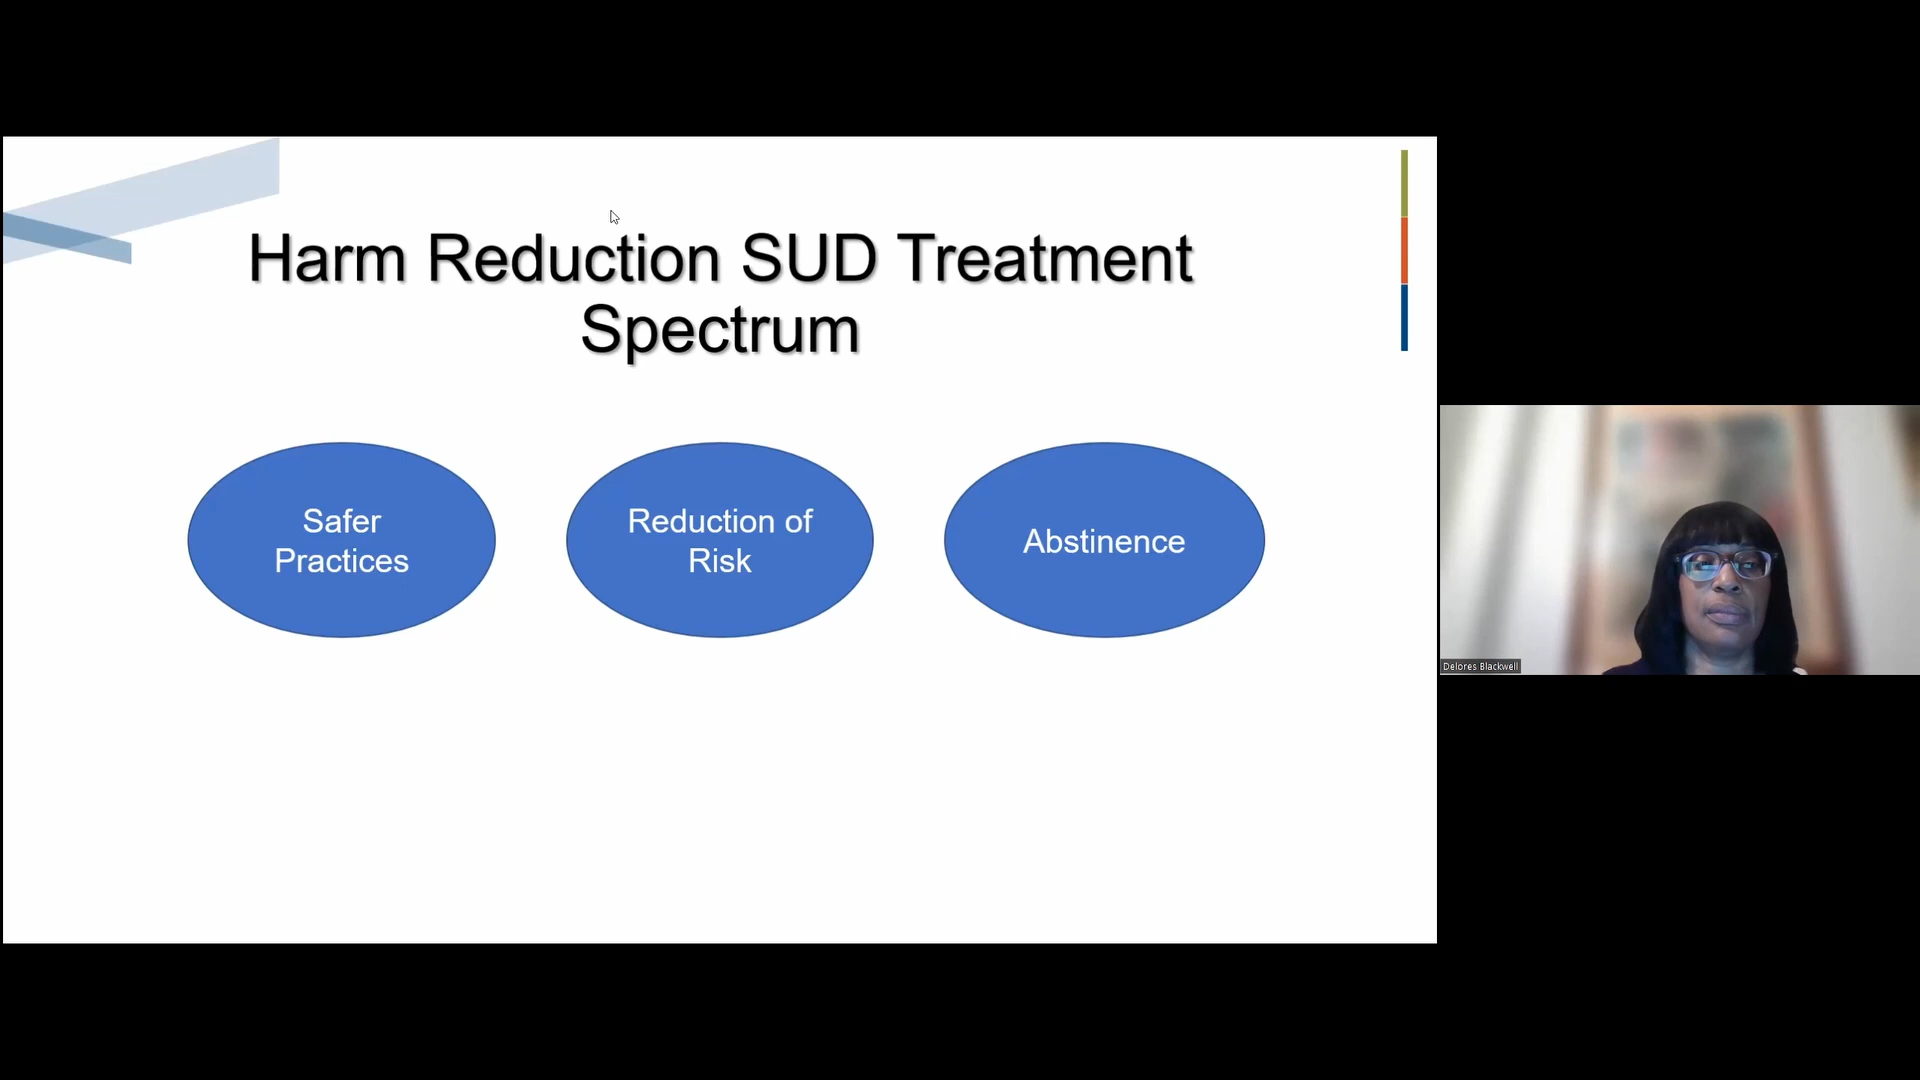 Harm Reduction SUD Treatment
Spectrum
Safer
Practices
Reduction of
Risk
Abstinence
Delores Blackwell